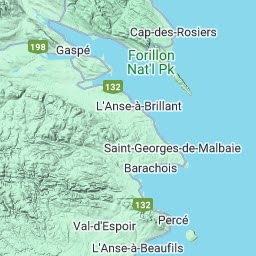 Cap-des-Rosiers
198
Gaspé
Forillon
Nat'l Pk
132
L'Anse-à-Brillant
Saint-Georges-de-Malbaie
Barachois
132
Percé
Val-d'Espoir
L'Anse-à-Beaufils